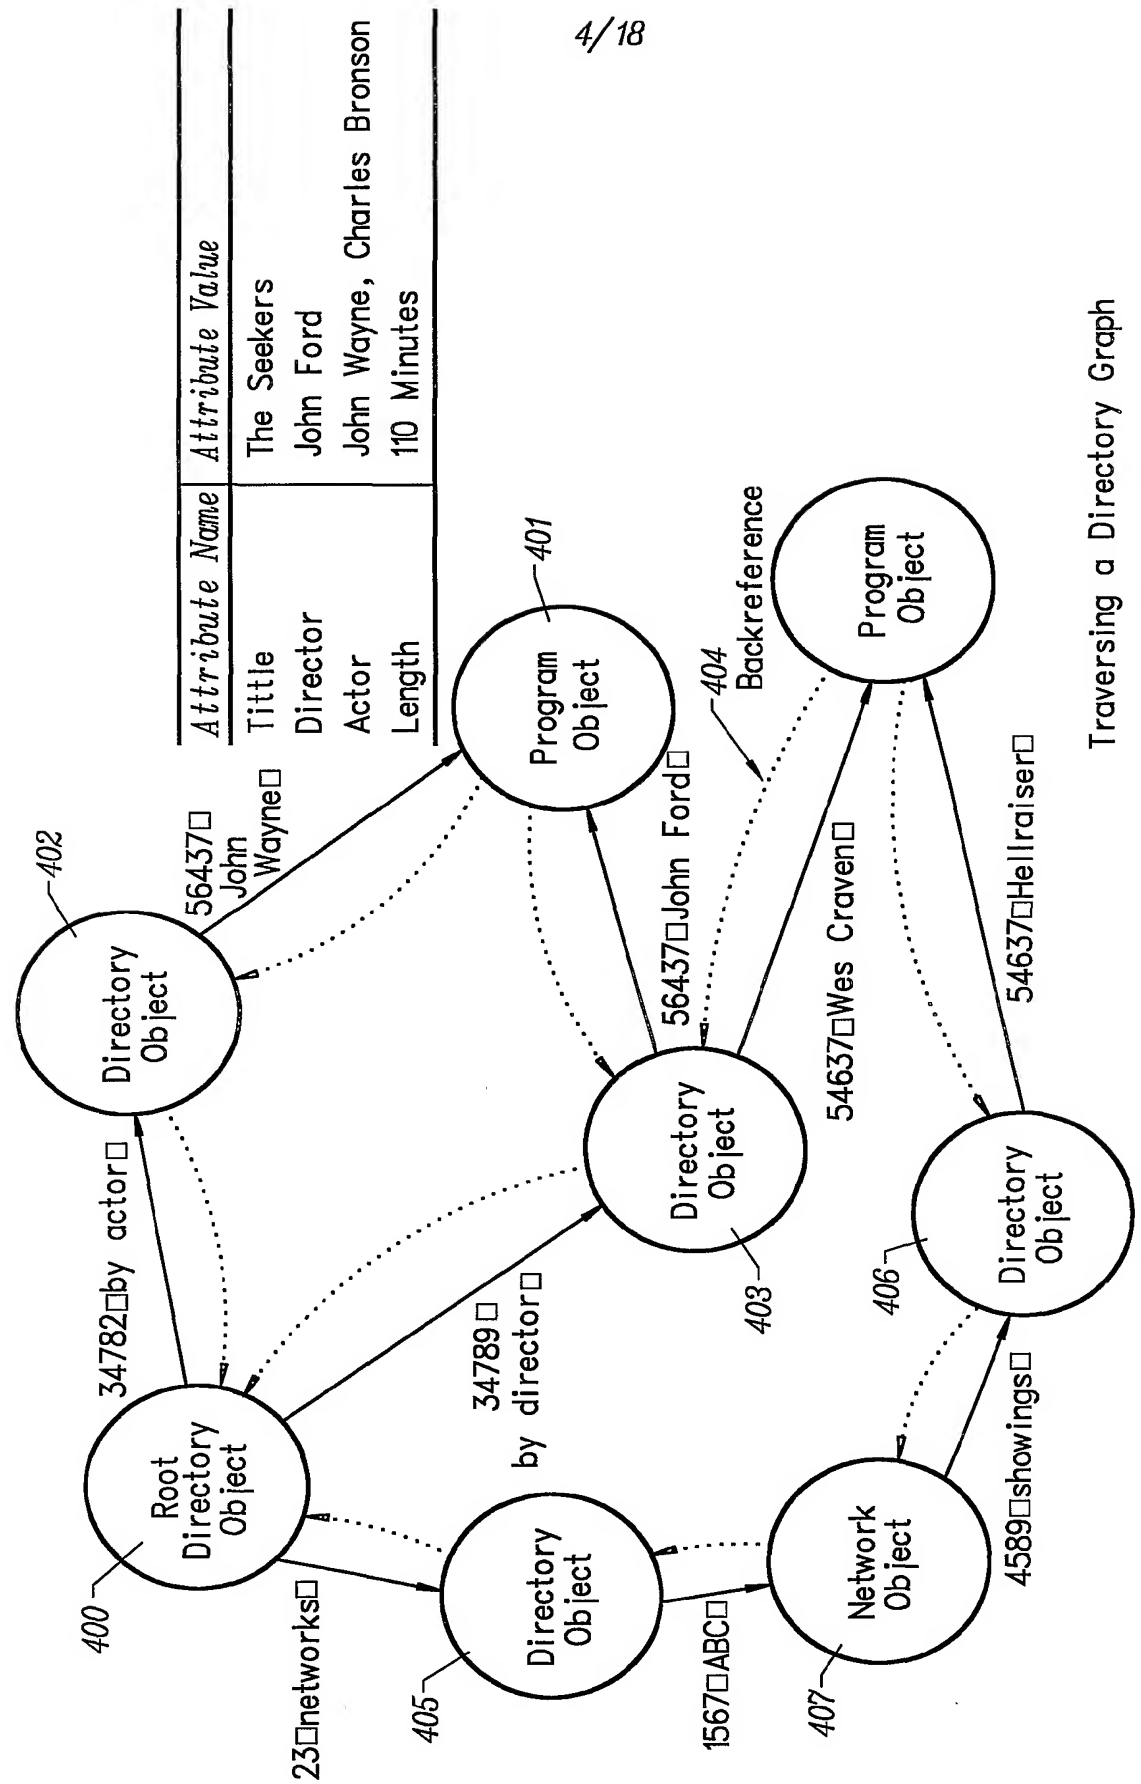 4/18
Attribute Name Attribute Value
Tittle The Seekers
Director John Ford
Actor John Wayne, Charles Bronson
Length 110 Minutes
402
Directory
Object
56437□
John
Wayne□
34782□by actor□
400
Root
Directory
Object
401
Program
Object
34789□
by director□
403
Directory
Object
56437□John Ford□
404
Backreference
54637□Wes Craven□
Program
Object
23□networks□
405
Directory
Object
1567□ABC□
407
Network
Object
4589□showings□
406
Directory
Object
54637□Hellraiser□
Traversing a Directory Graph